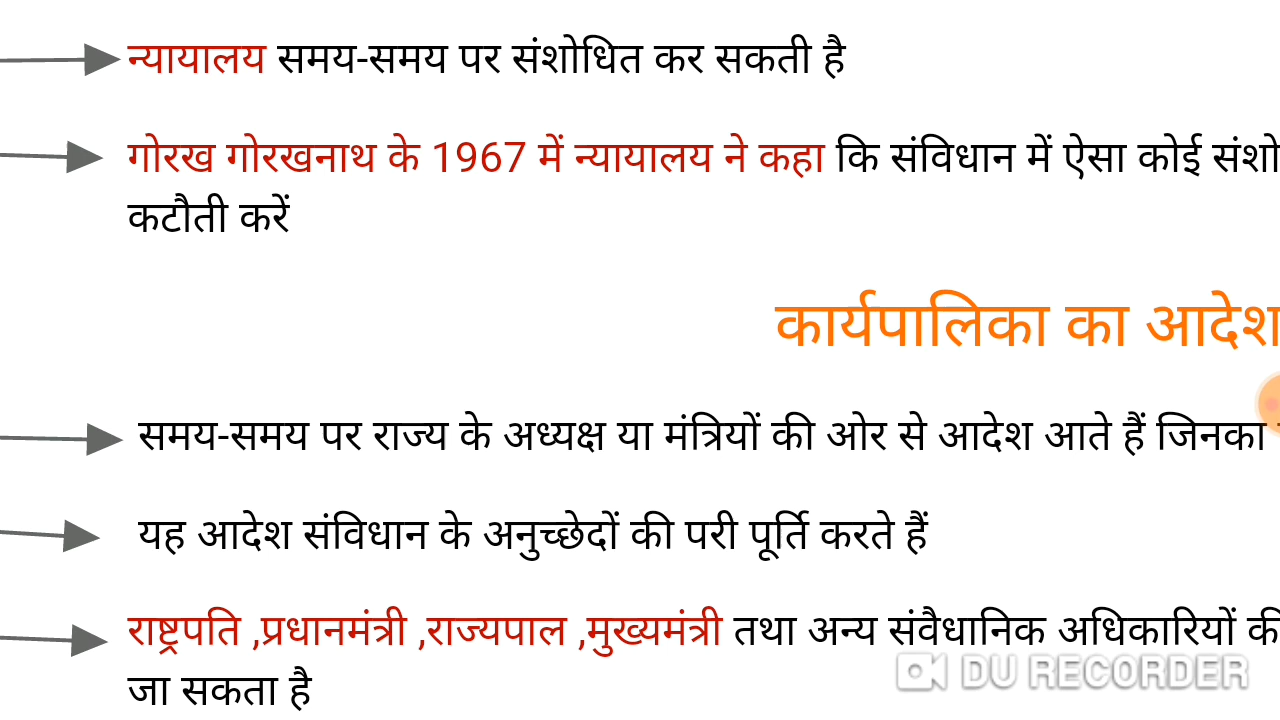 न्यायालय समय-समय पर संशोधित कर सकती है
गोरख गोरखनाथ के 1967 में न्यायालय ने कहा कि संविधान में ऐसा कोई संशो
कटौती करें
कार्यपालिका का आदेश
समय-समय पर राज्य के अध्यक्ष या मंत्रियों की ओर से आदेश आते हैं जिनका
यह आदेश संविधान के अनुच्छेदों की परी पूर्ति करते हैं
राष्ट्रपति ,प्रधानमंत्री ,राज्यपाल ,मुख्यमंत्री तथा अन्य संवैधानिक अधिकारियों की
जा सकता है
DU RECORDER